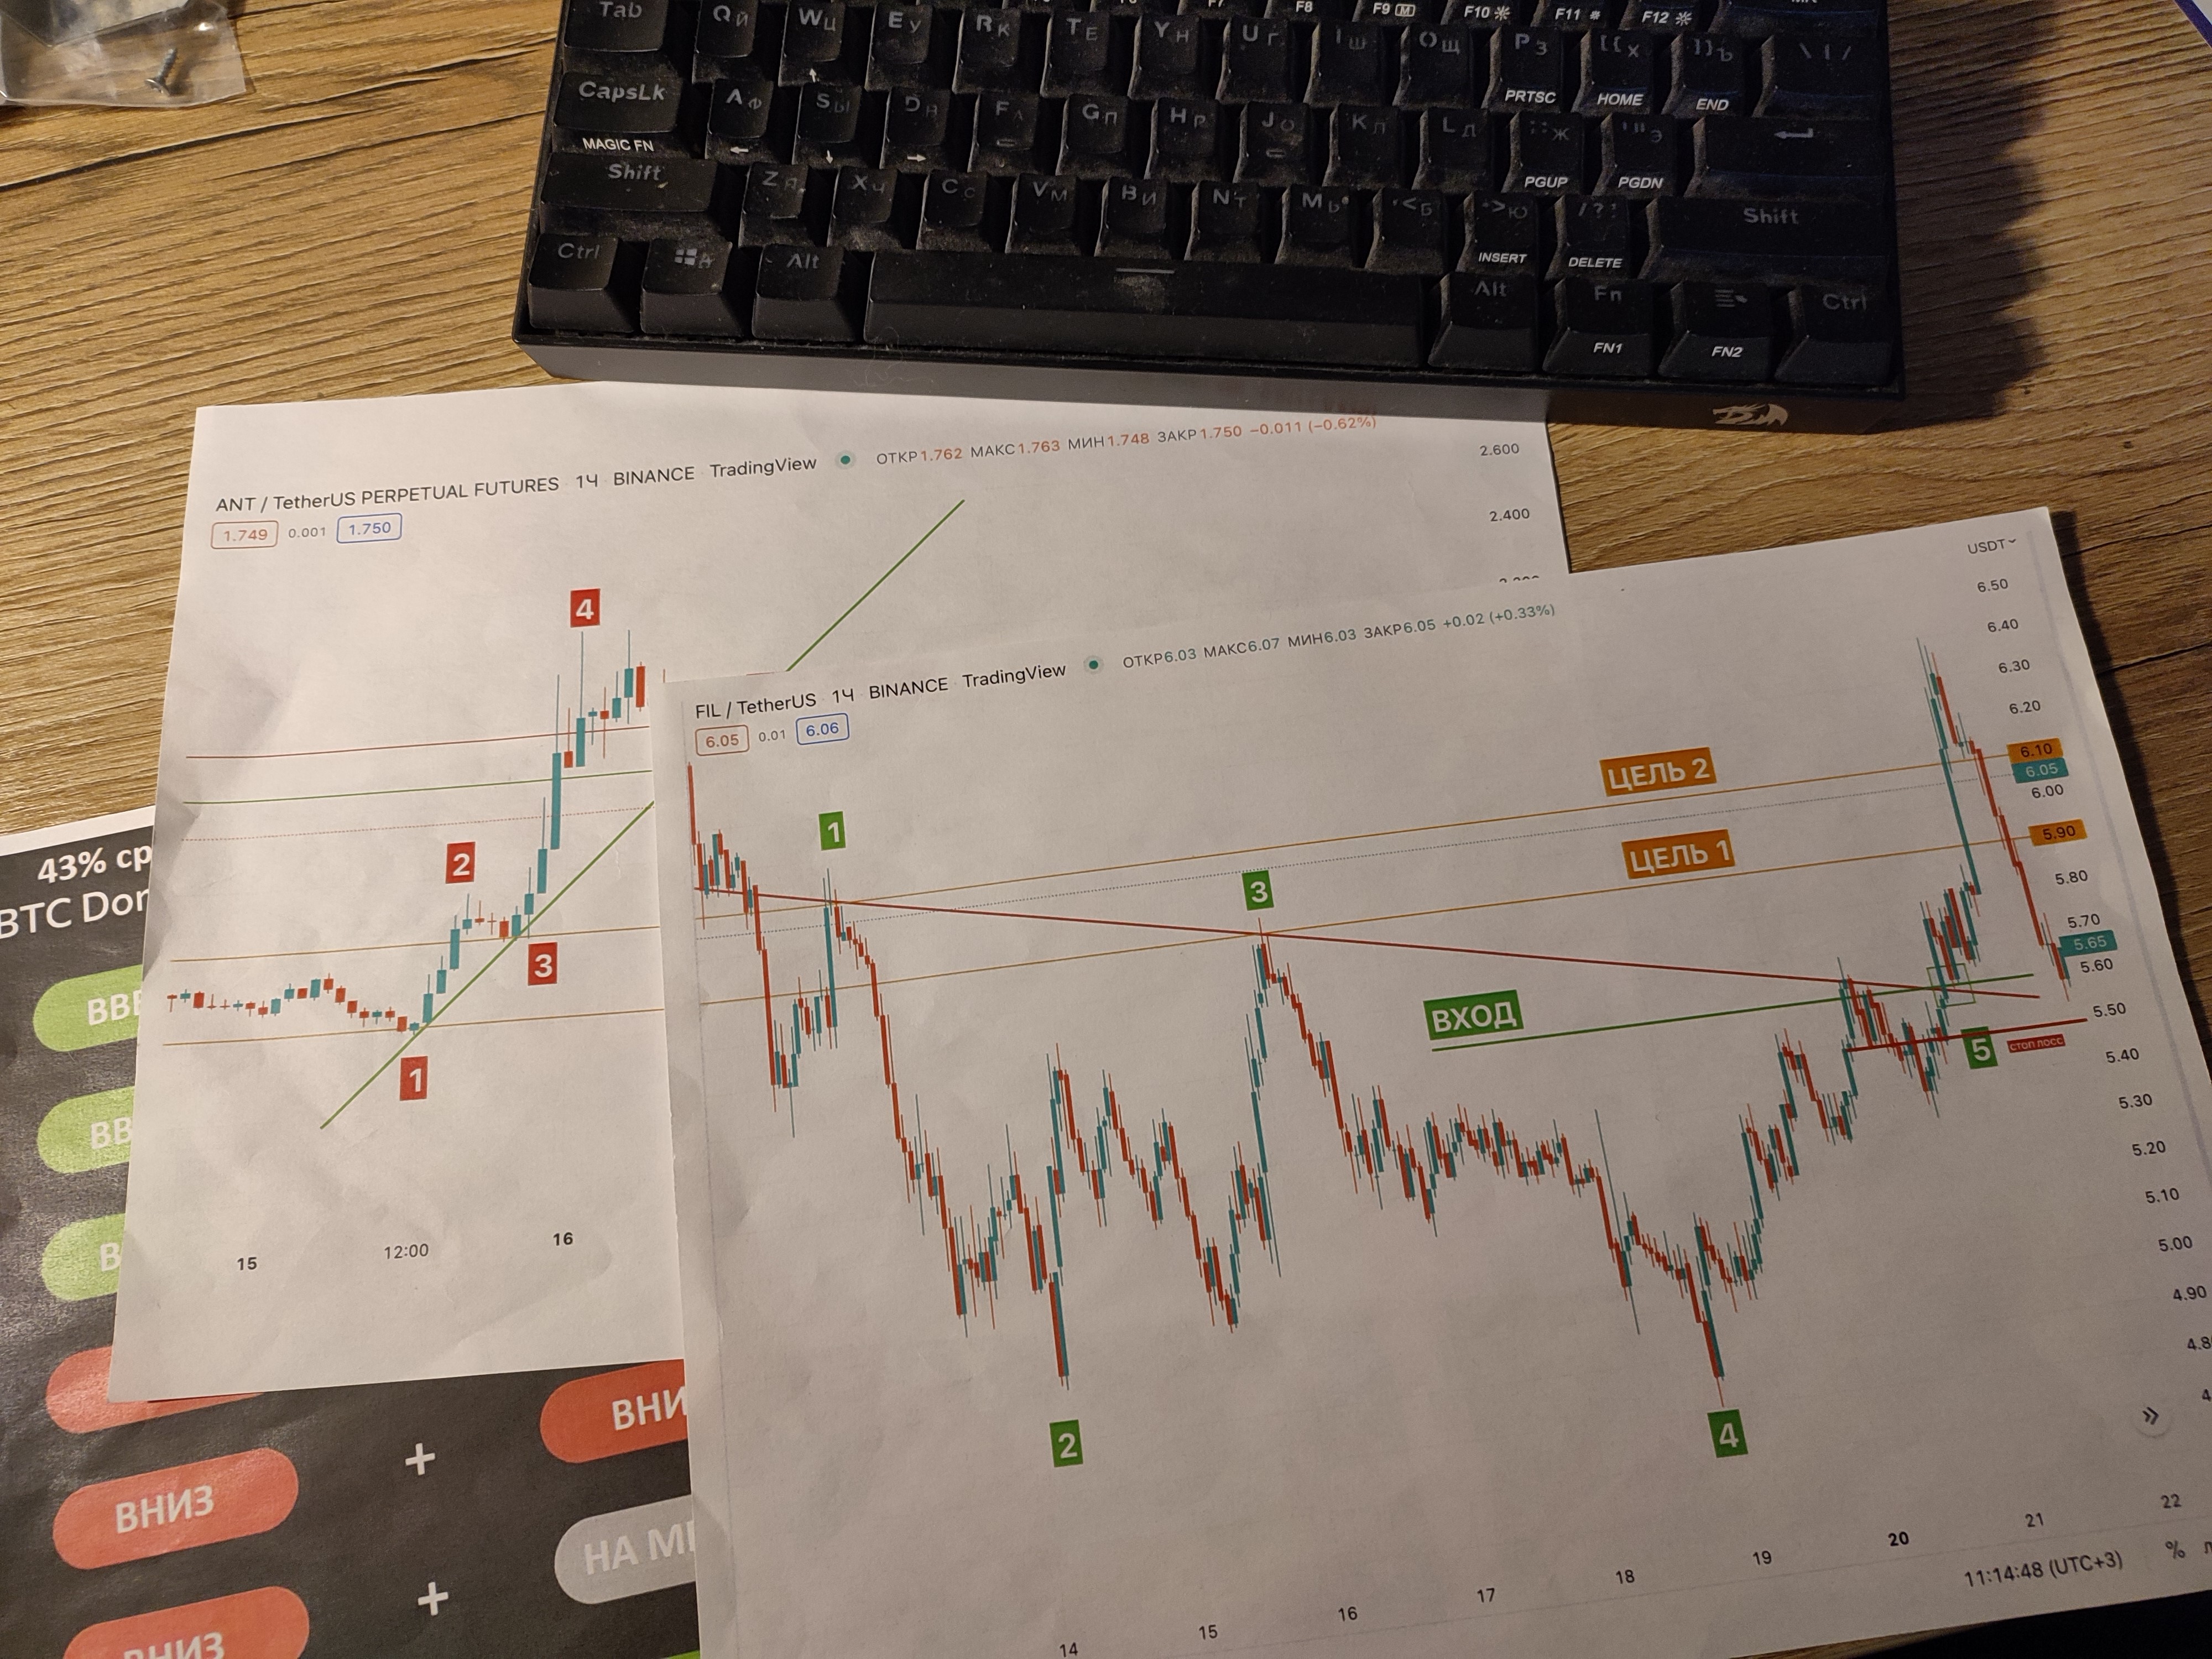 Tab Q Й W Ц E У R К T Е Y Н U Г I Ш O Щ P З [ { Х ] } Ъ \ | /
F8 F9 F10 F11 F12
PRTSC HOME END
CapsLk A Ф S Ы D F G П H Р J О K Л L Д Ж Э
MAGIC FN PGUP PGDN
Shift Z Я X Ч C С V М B И N Т M Ь < Б > Ю / ? Shift
INSERT DELETE
Ctrl Alt Alt Fn Ctrl
FN1 FN2
ANT / TetherUS PERPETUAL FUTURES 1Ч BINANCE TradingView ОТКР1.762 МАКС1.763 МИН1.748 ЗАКР1.750 −0.011 (−0.62%)
1.749 0.001 1.750
2.600
2.400
4
2
3
1
15 12:00 16
FIL / TetherUS 1Ч BINANCE TradingView ОТКР6.03 МАКС6.07 МИН6.03 ЗАКР6.05 +0.02 (+0.33%)
6.05 0.01 6.06
USDT
6.50
6.40
6.30
6.20
6.10
6.05
6.00
5.90
5.80
5.70
5.65
5.60
5.50
5.40
5.30
5.20
5.10
5.00
4.90
ЦЕЛЬ 2
ЦЕЛЬ 1
1
3
ВХОД
5 стоп лосс
2
4
14 15 16 17 18 19 20 21 22
11:14:48 (UTC+3) %
43% ср
BTC Dor
ВВЕ
ВВ
В
+ ВНИ
ВНИЗ
+ НА М
ВНИЗ